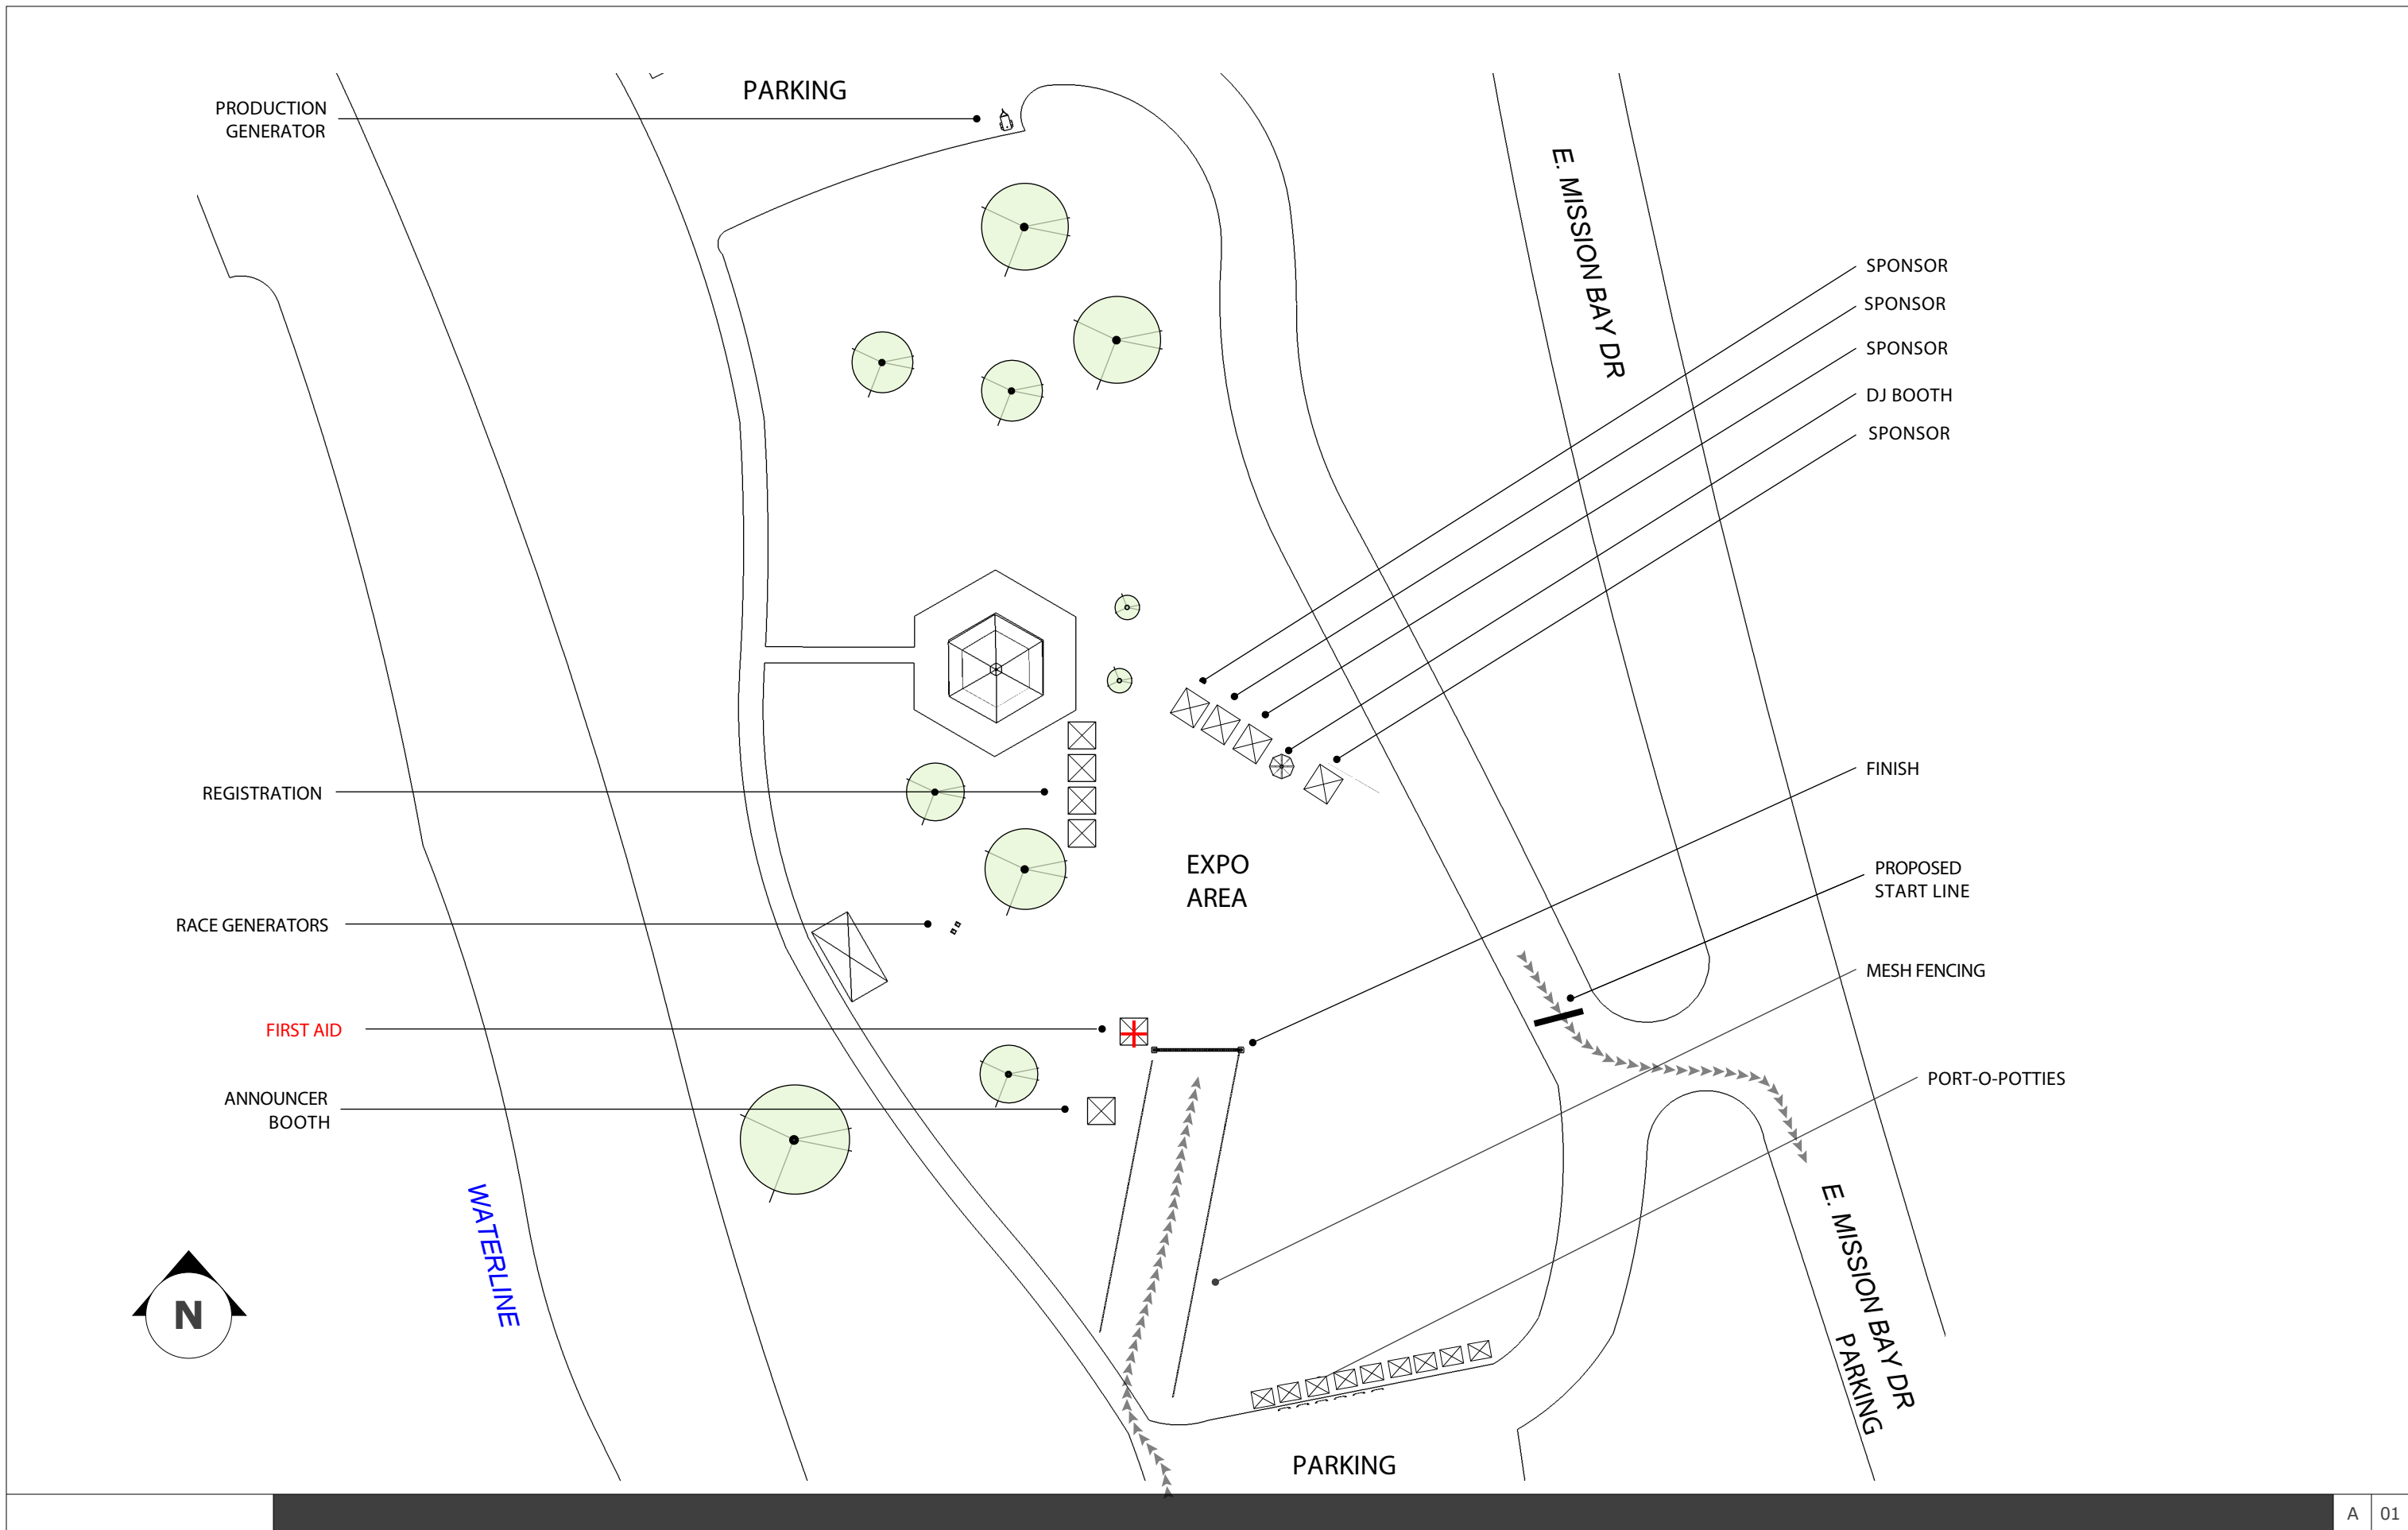 PARKING
PRODUCTION
GENERATOR
E. MISSION BAY DR
SPONSOR
SPONSOR
SPONSOR
DJ BOOTH
SPONSOR
FINISH
REGISTRATION
EXPO
AREA
PROPOSED
START LINE
RACE GENERATORS
MESH FENCING
FIRST AID
PORT-O-POTTIES
ANNOUNCER
BOOTH
WATERLINE
E. MISSION BAY DR
PARKING
N
PARKING
A
01